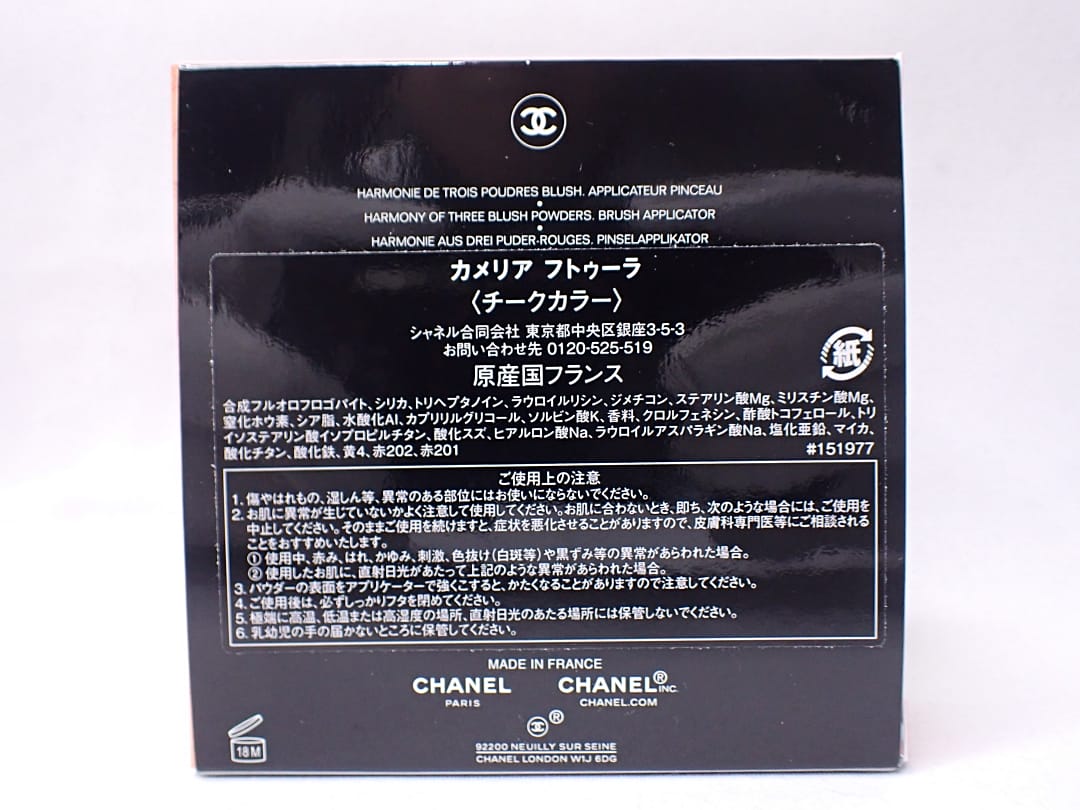 HARMONIE DE TROIS POUDRES BLUSH. APPLICATEUR PINCEAU
•
HARMONY OF THREE BLUSH POWDERS. BRUSH APPLICATOR
•
HARMONIE AUS DREI PUDER-ROUGES. PINSELAPPLIKATOR
カメリア フトゥーラ
〈チークカラー〉
シャネル合同会社 東京都中央区銀座3-5-3
お問い合わせ先 0120-525-519
原産国フランス
紙
合成フルオロフロゴパイト、シリカ、トリヘプタノイン、ラウロイルリシン、ジメチコン、ステアリン酸Mg、ミリスチン酸Mg、
窒化ホウ素、シア脂、水酸化Al、カプリリルグリコール、ソルビン酸K、香料、クロルフェネシン、酢酸トコフェロール、トリ
イソステアリン酸イソプロピルチタン、酸化スズ、ヒアルロン酸Na、ラウロイルアスパラギン酸Na、塩化亜鉛、マイカ、
酸化チタン、酸化鉄、黄4、赤202、赤201
#151977
ご使用上の注意
1. 傷やはれもの、湿しん等、異常のある部位にはお使いにならないでください。
2. お肌に異常が生じていないかよく注意して使用してください。お肌に合わないとき、即ち、次のような場合には、ご使用を
中止してください。そのままご使用を続けますと、症状を悪化させることがありますので、皮膚科専門医等にご相談される
ことをおすすめいたします。
① 使用中、赤み、はれ、かゆみ、刺激、色抜け(白斑等)や黒ずみ等の異常があらわれた場合。
② 使用したお肌に、直射日光があたって上記のような異常があらわれた場合。
3. パウダーの表面をアプリケーターで強くこすると、かたくなることがありますので注意してください。
4. ご使用後は、必ずしっかりフタを閉めてください。
5. 極端に高温、低温または高湿度の場所、直射日光のあたる場所には保管しないでください。
6. 乳幼児の手の届かないところに保管してください。
MADE IN FRANCE
CHANEL CHANEL® INC.
PARIS CHANEL.COM
®
18M
92200 NEUILLY SUR SEINE
CHANEL LONDON W1J 6DG